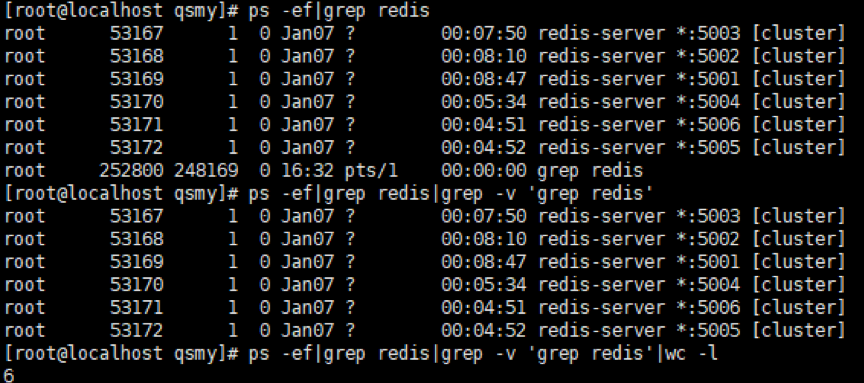 [root@localhost qsmy]# ps -ef|grep redis
root      53167      1  0 Jan07 ?        00:07:50 redis-server *:5003 [cluster]
root      53168      1  0 Jan07 ?        00:08:10 redis-server *:5002 [cluster]
root      53169      1  0 Jan07 ?        00:08:47 redis-server *:5001 [cluster]
root      53170      1  0 Jan07 ?        00:05:34 redis-server *:5004 [cluster]
root      53171      1  0 Jan07 ?        00:04:51 redis-server *:5006 [cluster]
root      53172      1  0 Jan07 ?        00:04:52 redis-server *:5005 [cluster]
root     252800 248169  0 16:32 pts/1    00:00:00 grep redis
[root@localhost qsmy]# ps -ef|grep redis|grep -v 'grep redis'
root      53167      1  0 Jan07 ?        00:07:50 redis-server *:5003 [cluster]
root      53168      1  0 Jan07 ?        00:08:10 redis-server *:5002 [cluster]
root      53169      1  0 Jan07 ?        00:08:47 redis-server *:5001 [cluster]
root      53170      1  0 Jan07 ?        00:05:34 redis-server *:5004 [cluster]
root      53171      1  0 Jan07 ?        00:04:51 redis-server *:5006 [cluster]
root      53172      1  0 Jan07 ?        00:04:52 redis-server *:5005 [cluster]
[root@localhost qsmy]# ps -ef|grep redis|grep -v 'grep redis'|wc -l
6